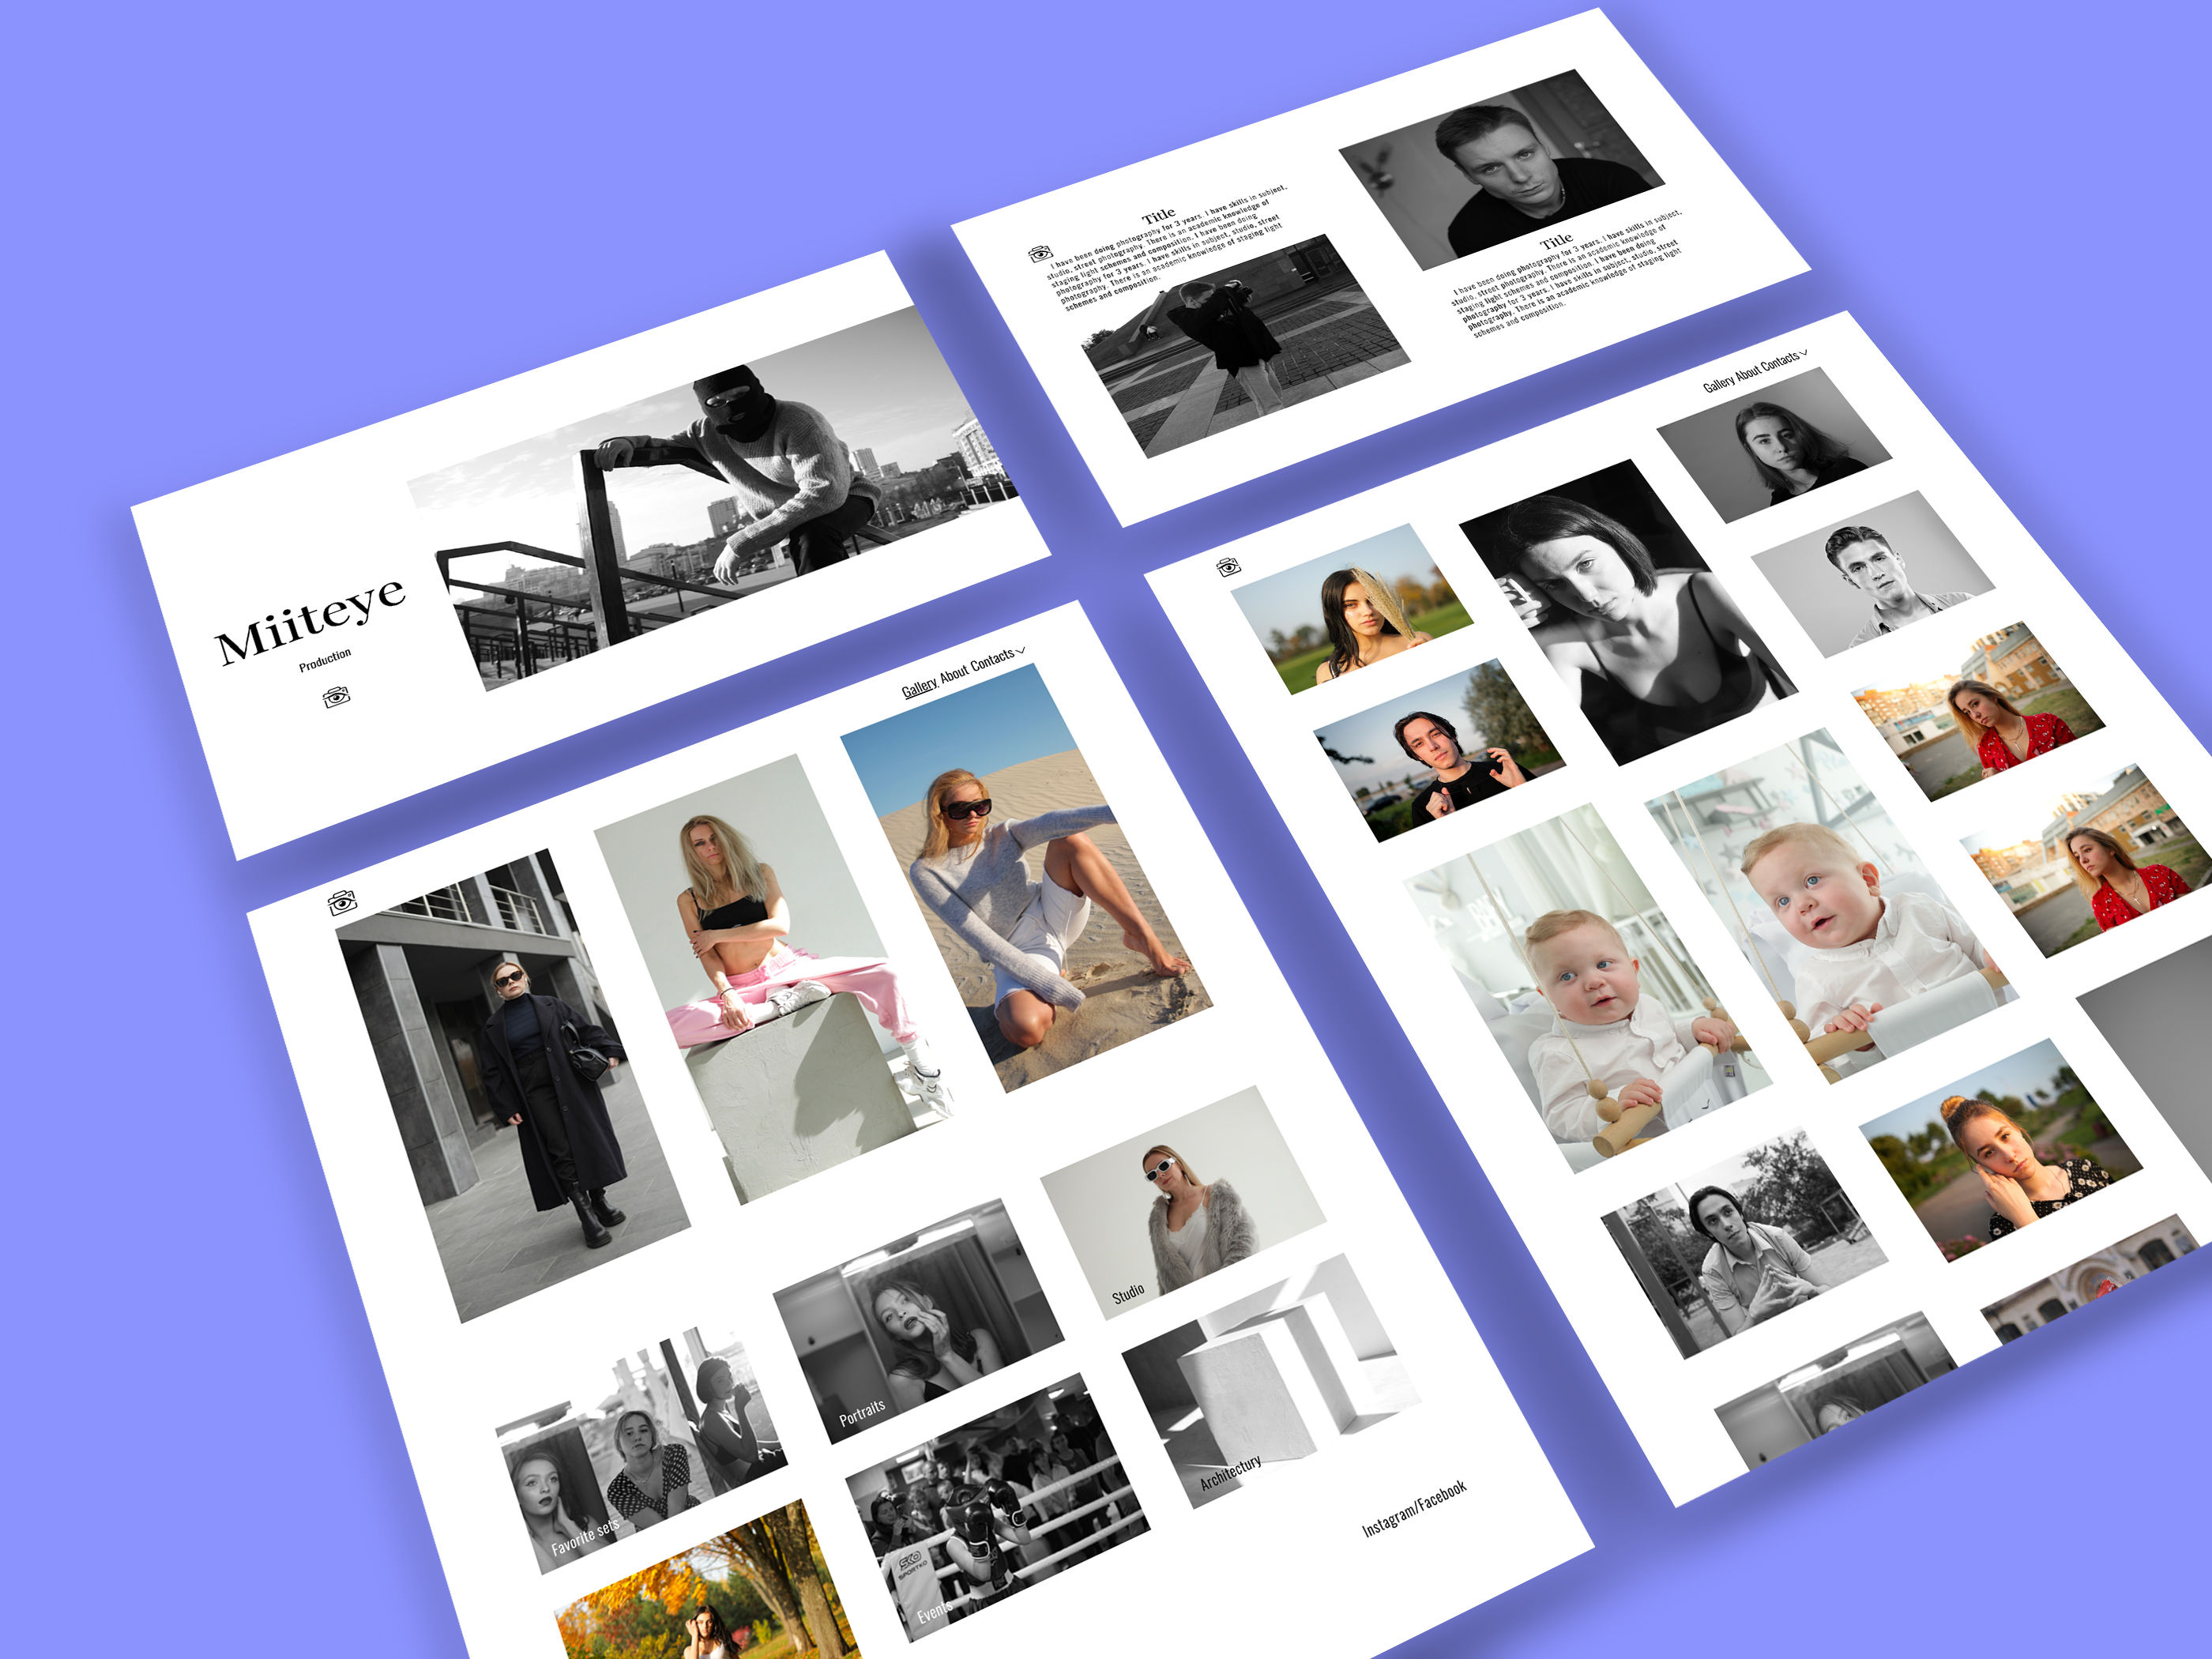 Miiteye
Production
Title
I have been doing photography for 3 years. I have skills in subject,
studio, street photography. There is an academic knowledge of
staging light schemes and composition. I have been doing
photography for 3 years. I have skills in subject, studio, street
photography. There is an academic knowledge of staging light
schemes and composition.
Title
I have been doing photography for 3 years. I have skills in subject,
studio, street photography. There is an academic knowledge of
staging light schemes and composition. I have been doing
photography for 3 years. I have skills in subject, studio, street
photography. There is an academic knowledge of staging light
schemes and composition.
Gallery About Contacts
Favorite sets
Portraits
Studio
Events
SKO
SPORTKO
Architectury
Instagram/Facebook
Gallery About Contacts